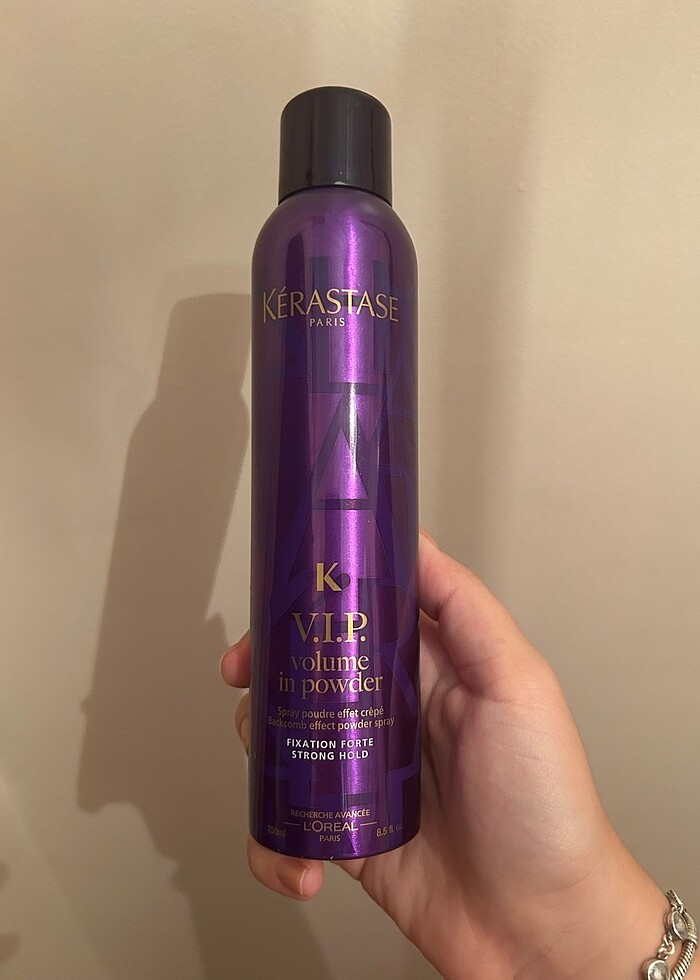 KÉRASTASE
PARIS
K
V.I.P.
volume
in powder
Spray poudre effet crêpé
Backcomb effect powder spray
FIXATION FORTE
STRONG HOLD
RECHERCHE AVANCÉE
L'ORÉAL
PARIS
250ml
8.5 fl. oz